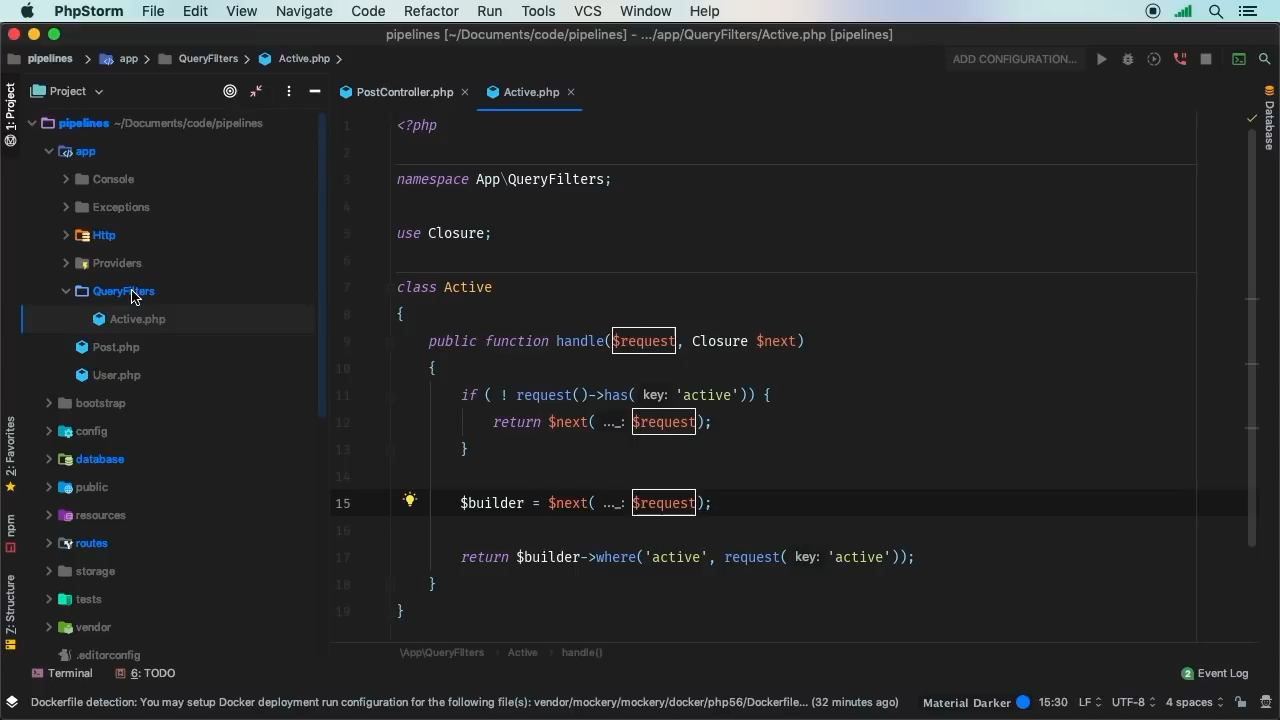 PhpStorm File Edit View Navigate Code Refactor Run Tools VCS Window Help
pipelines [~/Documents/code/pipelines] - .../app/QueryFilters/Active.php [pipelines]
pipelines app QueryFilters Active.php ADD CONFIGURATION...
1: Project
Project
PostController.php Active.php
Database
pipelines ~/Documents/code/pipelines
app
Console
Exceptions
Http
Providers
QueryFilters
Active.php
Post.php
User.php
bootstrap
config
database
public
resources
routes
storage
tests
vendor
.editorconfig
2: Favorites
npm
7: Structure
1 <?php
2
3 namespace App\QueryFilters;
4
5 use Closure;
6
7 class Active
8 {
9 public function handle($request, Closure $next)
10 {
11 if ( ! request()->has( key: 'active')) {
12 return $next( ..._: $request);
13 }
14
15 $builder = $next( ..._: $request);
16
17 return $builder->where('active', request( key: 'active'));
18 }
19 }
\App\QueryFilters Active handle()
Terminal 6: TODO 2 Event Log
Dockerfile detection: You may setup Docker deployment run configuration for the following file(s): vendor/mockery/mockery/docker/php56/Dockerfile... (32 minutes ago) Material Darker 15:30 LF UTF-8 4 spaces